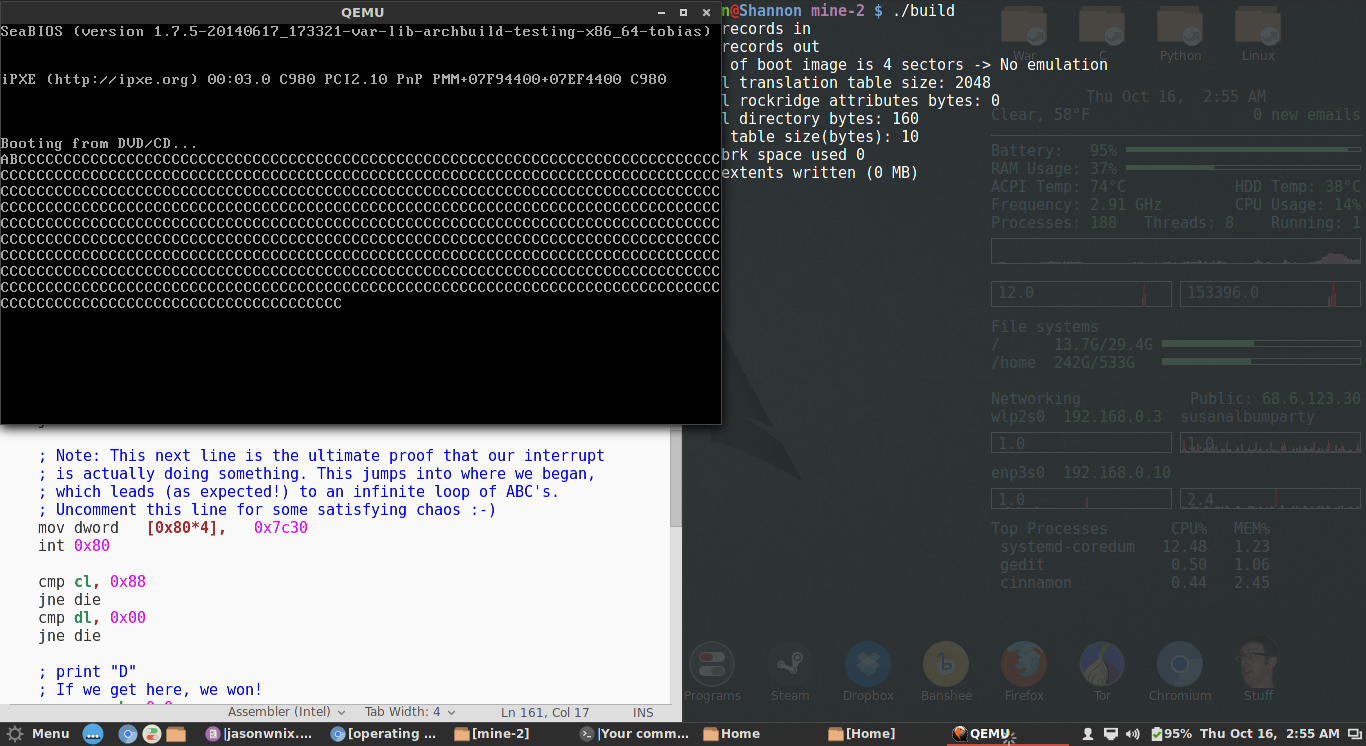 QEMU
SeaBIOS (version 1.7.5-20140617_173321-var-lib-archbuild-testing-x86_64-tobias)
iPXE (http://ipxe.org) 00:03.0 C980 PCI2.10 PnP PMM+07F94400+07EF4400 C980
Booting from DVD/CD...
ABCCCCCCCCCCCCCCCCCCCCCCCCCCCCCCCCCCCCCCCCCCCCCCCCCCCCCCCCCCCCCCCCCCCCCCCCCCCCCC
CCCCCCCCCCCCCCCCCCCCCCCCCCCCCCCCCCCCCCCCCCCCCCCCCCCCCCCCCCCCCCCCCCCCCCCCCCCCCCCC
CCCCCCCCCCCCCCCCCCCCCCCCCCCCCCCCCCCCCCCCCCCCCCCCCCCCCCCCCCCCCCCCCCCCCCCCCCCCCCCC
CCCCCCCCCCCCCCCCCCCCCCCCCCCCCCCCCCCCCCCCCCCCCCCCCCCCCCCCCCCCCCCCCCCCCCCCCCCCCCCC
CCCCCCCCCCCCCCCCCCCCCCCCCCCCCCCCCCCCCCCCCCCCCCCCCCCCCCCCCCCCCCCCCCCCCCCCCCCCCCCC
CCCCCCCCCCCCCCCCCCCCCCCCCCCCCCCCCCCCCCCCCCCCCCCCCCCCCCCCCCCCCCCCCCCCCCCCCCCCCCCC
CCCCCCCCCCCCCCCCCCCCCCCCCCCCCCCCCCCCCCCCCCCCCCCCCCCCCCCCCCCCCCCCCCCCCCCCCCCCCCCC
CCCCCCCCCCCCCCCCCCCCCCCCCCCCCCCCCCCCCCCCCCCCCCCCCCCCCCCCCCCCCCCCCCCCCCCCCCCCCCCC
CCCCCCCCCCCCCCCCCCCCCCCCCCCCCCCCCCCCCCCCCCCCCCCCCCCCCCCCCCCCCCCCCCCCCCCCCCCCCCCC
CCCCCCCCCCCCCCCCCCCCCCCCCCCCCCCCCCCCCC
n@Shannon mine-2 $ ./build
records in
records out
of boot image is 4 sectors -> No emulation
l translation table size: 2048
l rockridge attributes bytes: 0
l directory bytes: 160
table size(bytes): 10
brk space used 0
extents written (0 MB)
War
C
Python
Linux
Thu Oct 16, 2:55 AM
Clear, 58°F 0 new emails
Battery: 95%
RAM Usage: 37%
ACPI Temp: 74°C HDD Temp: 38°C
Frequency: 2.91 GHz CPU Usage: 14%
Processes: 188 Threads: 8 Running: 1
12.0 153396.0
File systems
/ 13.7G/29.4G
/home 242G/533G
Networking Public: 68.6.123.30
wlp2s0 192.168.0.3 susanalbumparty
1.0 1.0
enp3s0 192.168.0.10
1.0 2.4
Top Processes CPU% MEM%
systemd-coredum 12.48 1.23
gedit 0.50 1.06
cinnamon 0.44 2.45
; Note: This next line is the ultimate proof that our interrupt
; is actually doing something. This jumps into where we began,
; which leads (as expected!) to an infinite loop of ABC's.
; Uncomment this line for some satisfying chaos :-)
mov dword [0x80*4], 0x7c30
int 0x80
cmp cl, 0x88
jne die
cmp dl, 0x00
jne die
; print "D"
; If we get here, we won!
Assembler (Intel) Tab Width: 4 Ln 161, Col 17 INS
Programs
Steam
Dropbox
Banshee
Firefox
Tor
Chromium
Stuff
Menu |jasonwnix.... [operating ... [mine-2] |Your comm... Home [Home] QEMU 95% Thu Oct 16, 2:55 AM